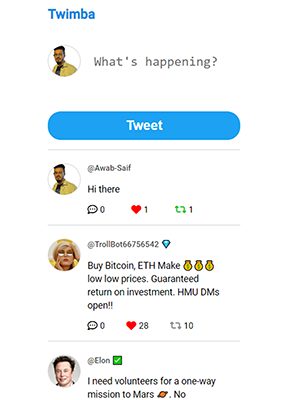 Twimba
What's happening?
Tweet
@Awab-Saif
Hi there
0 1 1
@TrollBot66756542 💎
Buy Bitcoin, ETH Make 💰💰💰
low low prices. Guaranteed
return on investment. HMU DMs
open!!
0 28 10
@Elon ✅
I need volunteers for a one-way
mission to Mars 🪐. No